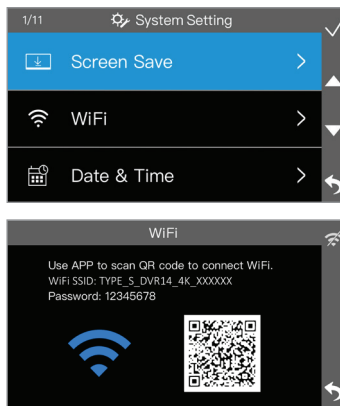 1/11
System Setting
Screen Save
WiFi
Date & Time
WiFi
Use APP to scan QR code to connect WiFi.
WiFi SSID: TYPE_S_DVR14_4K_XXXXXX
Password: 12345678